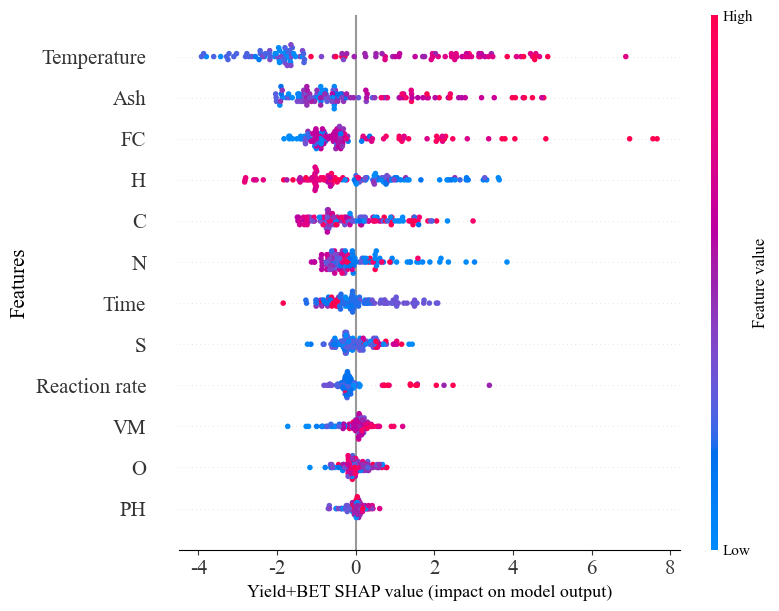 High
Temperature
Ash
FC
H
C
N
Time
S
Reaction rate
VM
O
PH
Features
Feature value
Low
-4 -2 0 2 4 6 8
Yield+BET SHAP value (impact on model output)